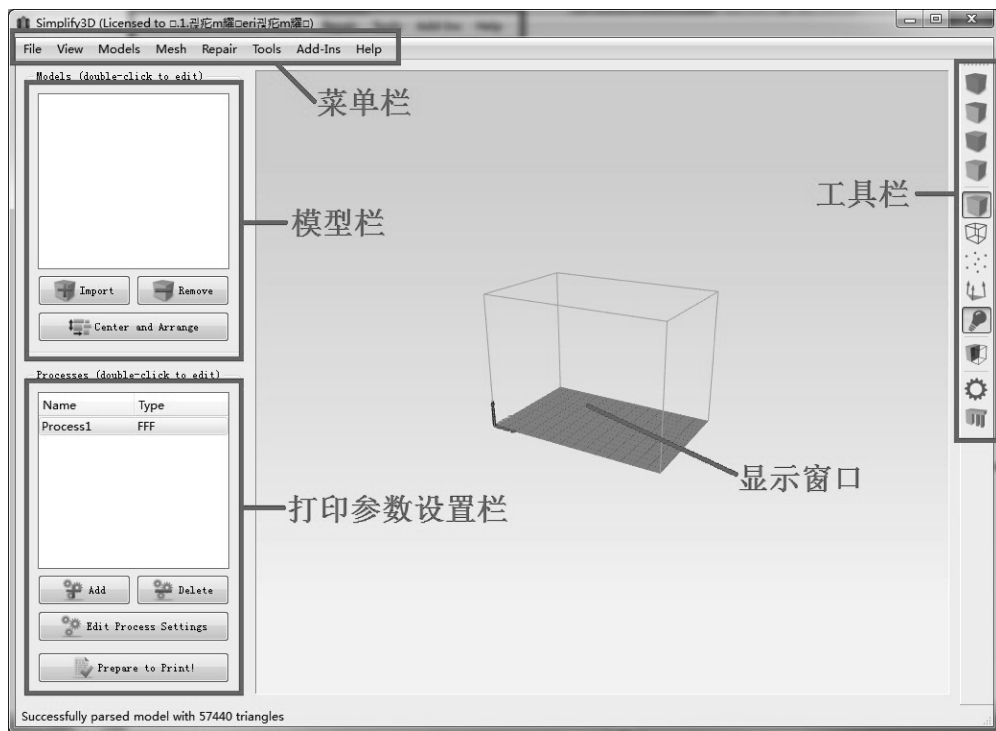 Simplify3D (Licensed to
File View Models Mesh Repair Tools Add-Ins Help
Models (double-click to edit)
菜单栏
工具栏
模型栏
Import Remove
Center and Arrange
Processes (double-click to edit)
Name Type
Process1 FFF
显示窗口
打印参数设置栏
Add Delete
Edit Process Settings
Prepare to Print!
Successfully parsed model with 57440 triangles